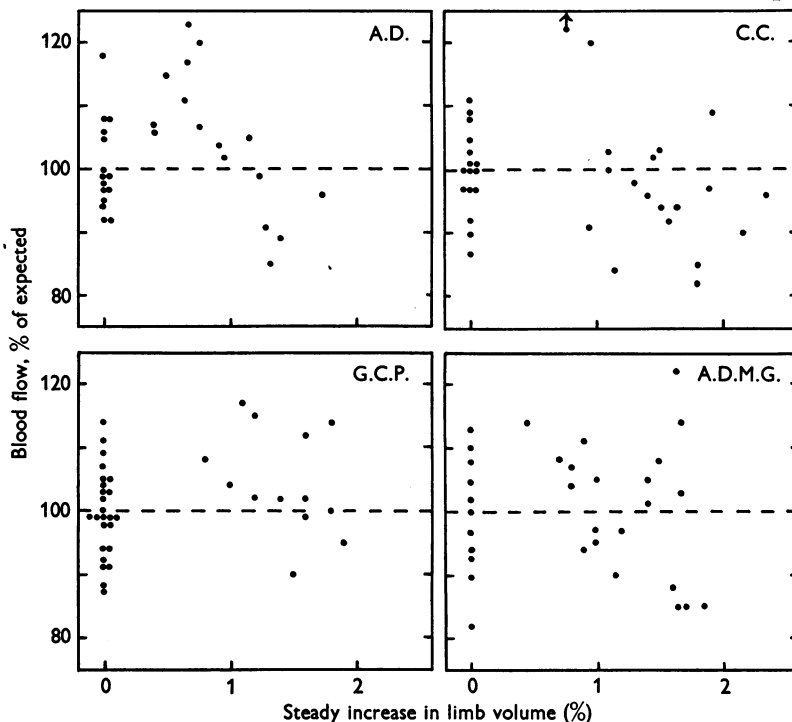 A.D.
C.C.
120
100
80
G.C.P.
A.D.M.G.
120
100
80
0 1 2
0 1 2
Blood flow, % of expected
Steady increase in limb volume (%)